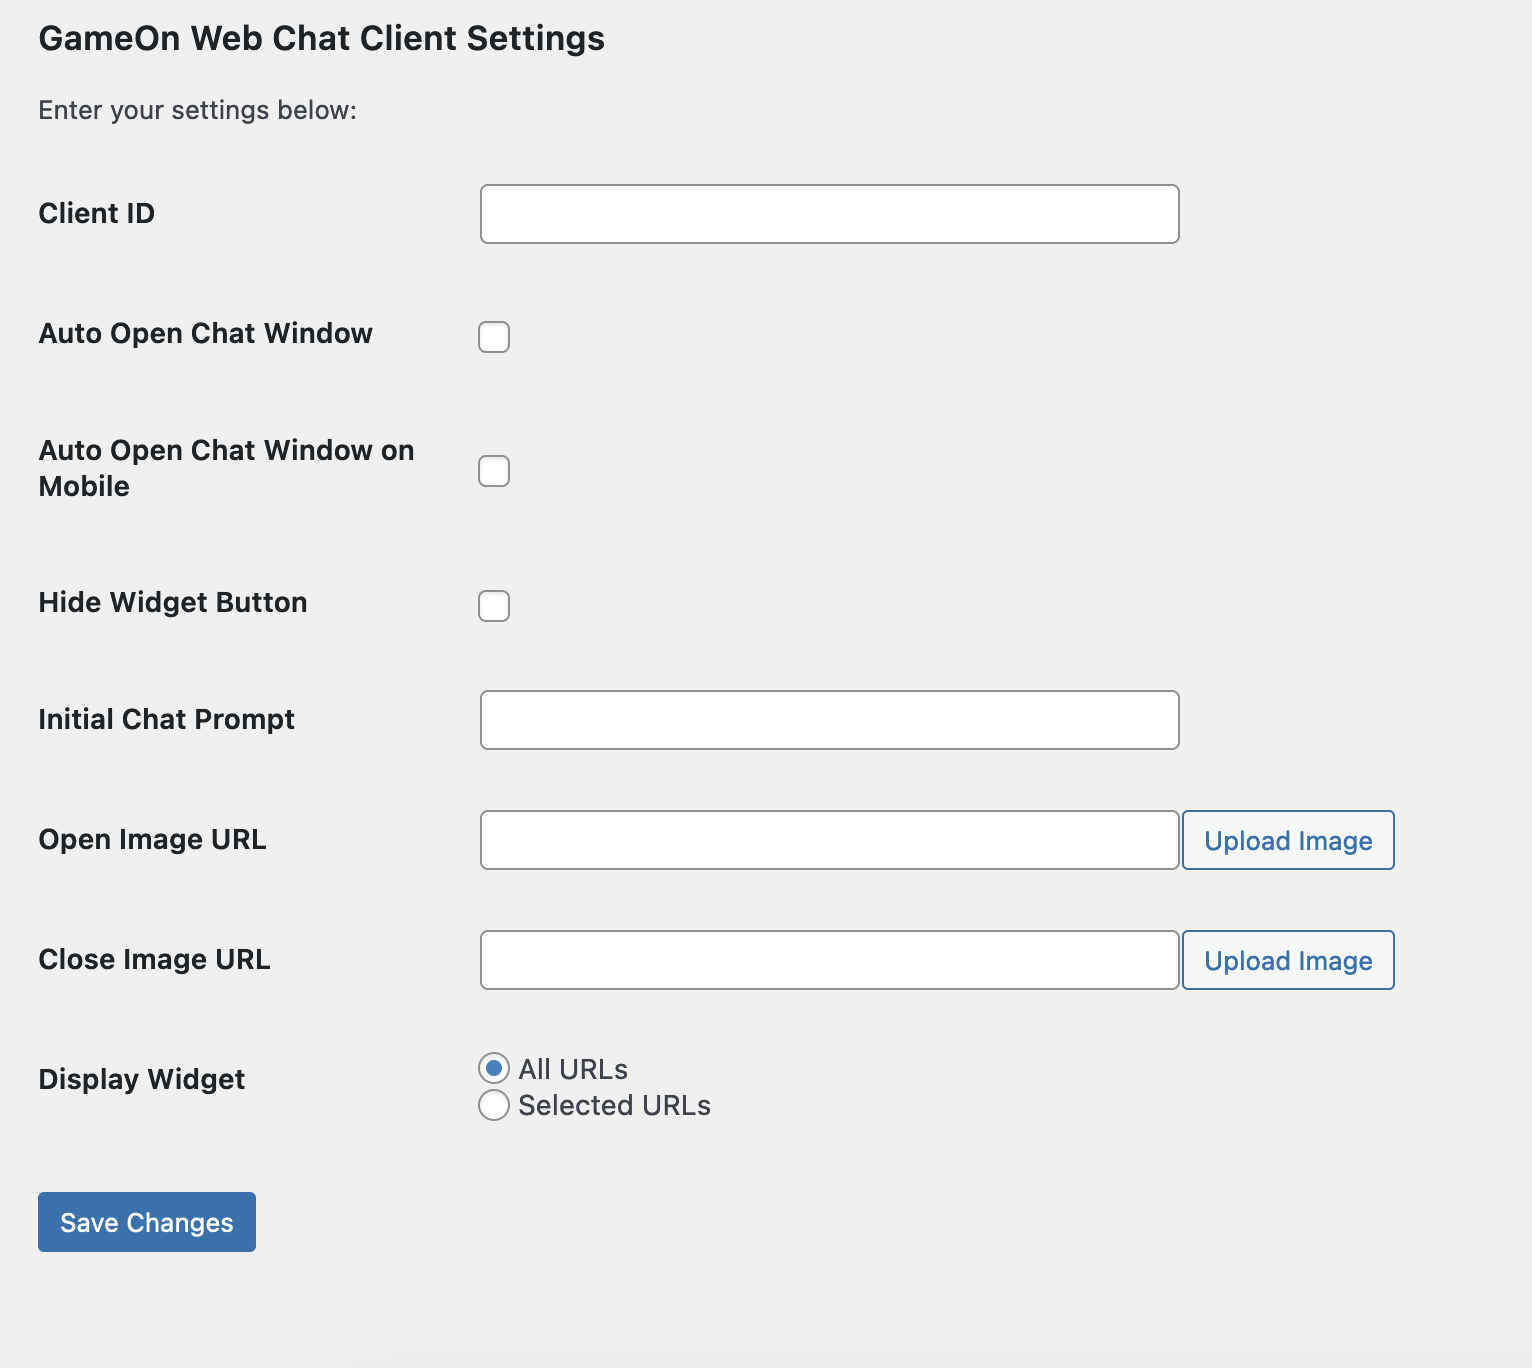 GameOn Web Chat Client Settings
Enter your settings below:
Client ID
Auto Open Chat Window
Auto Open Chat Window on
Mobile
Hide Widget Button
Initial Chat Prompt
Open Image URL
Upload Image
Close Image URL
Upload Image
Display Widget
All URLs
Selected URLs
Save Changes